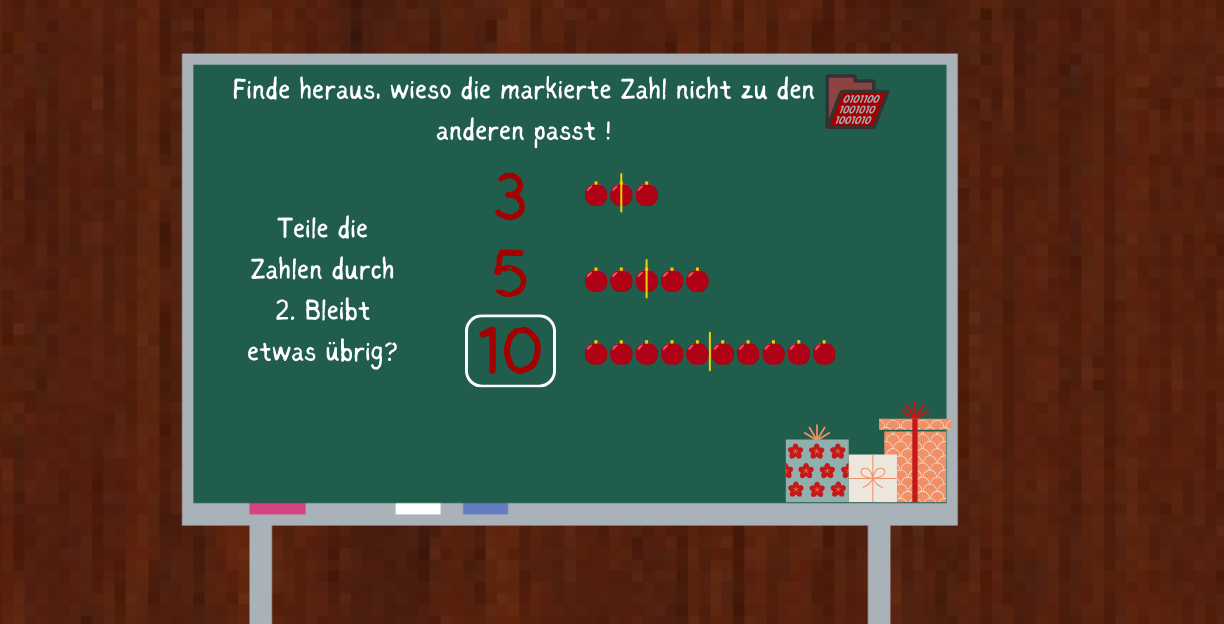 Finde heraus, wieso die markierte Zahl nicht zu den
anderen passt !
0101100
1001010
1001010
3
Teile die
Zahlen durch
2. Bleibt
etwas übrig?
5
10